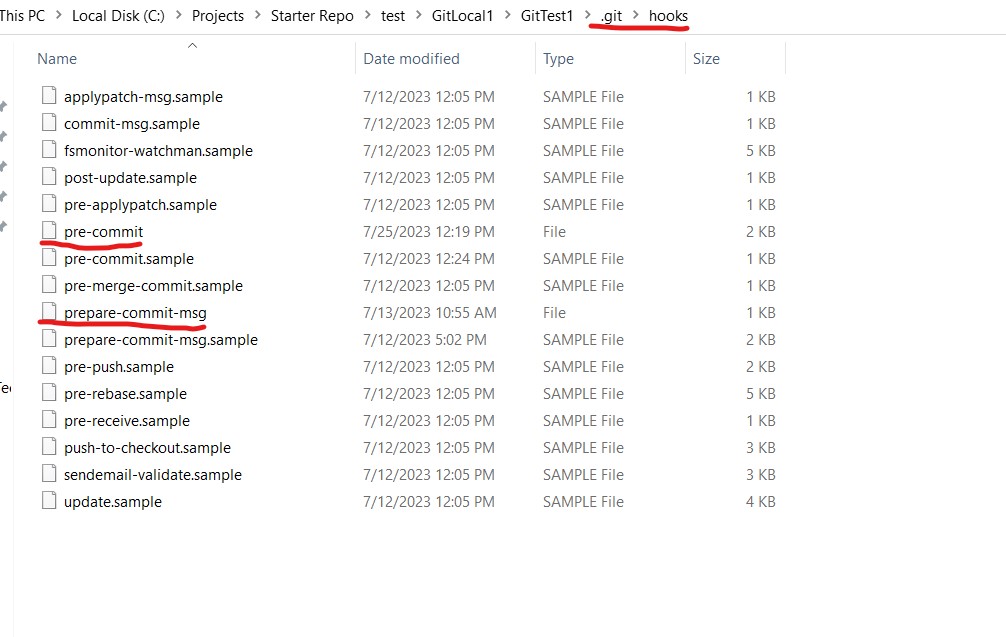 This PC > Local Disk (C:) > Projects > Starter Repo > test > GitLocal1 > GitTest1 > .git > hooks
Name Date modified Type Size
applypatch-msg.sample 7/12/2023 12:05 PM SAMPLE File 1 KB
commit-msg.sample 7/12/2023 12:05 PM SAMPLE File 1 KB
fsmonitor-watchman.sample 7/12/2023 12:05 PM SAMPLE File 5 KB
post-update.sample 7/12/2023 12:05 PM SAMPLE File 1 KB
pre-applypatch.sample 7/12/2023 12:05 PM SAMPLE File 1 KB
pre-commit 7/25/2023 12:19 PM File 2 KB
pre-commit.sample 7/12/2023 12:24 PM SAMPLE File 1 KB
pre-merge-commit.sample 7/12/2023 12:05 PM SAMPLE File 1 KB
prepare-commit-msg 7/13/2023 10:55 AM File 1 KB
prepare-commit-msg.sample 7/12/2023 5:02 PM SAMPLE File 2 KB
pre-push.sample 7/12/2023 12:05 PM SAMPLE File 2 KB
pre-rebase.sample 7/12/2023 12:05 PM SAMPLE File 5 KB
pre-receive.sample 7/12/2023 12:05 PM SAMPLE File 1 KB
push-to-checkout.sample 7/12/2023 12:05 PM SAMPLE File 3 KB
sendemail-validate.sample 7/12/2023 12:05 PM SAMPLE File 3 KB
update.sample 7/12/2023 12:05 PM SAMPLE File 4 KB